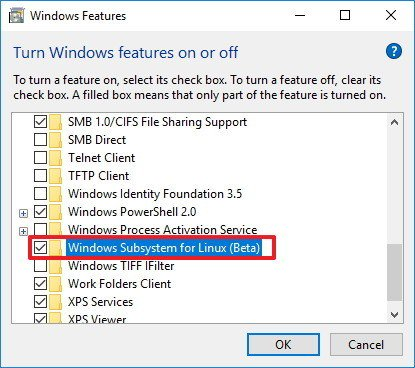 Windows Features
Turn Windows features on or off
To turn a feature on, select its check box. To turn a feature off, clear its
check box. A filled box means that only part of the feature is turned on.
SMB 1.0/CIFS File Sharing Support
SMB Direct
Telnet Client
TFTP Client
Windows Identity Foundation 3.5
Windows PowerShell 2.0
Windows Process Activation Service
Windows Subsystem for Linux (Beta)
Windows TIFF IFilter
Work Folders Client
XPS Services
XPS Viewer
OK
Cancel